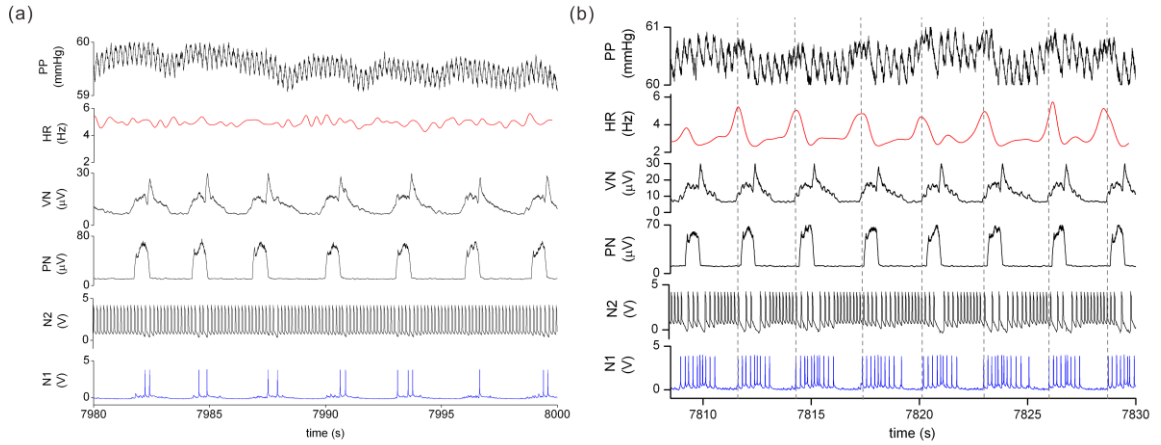 (a)
60
PP
(mmHg)
59
6
HR
(Hz)
4
2
30
VN
(µV)
0
80
PN
(µV)
0
5
N2
(V)
0
5
N1
(V)
0
7980 7985 7990 7995 8000
time (s)
(b)
61
PP
(mmHg)
60
6
HR
(Hz)
4
2
30
20
VN
(µV)
10
0
70
PN
(µV)
0
5
N2
(V)
0
5
N1
(V)
0
7810 7815 7820 7825 7830
time (s)